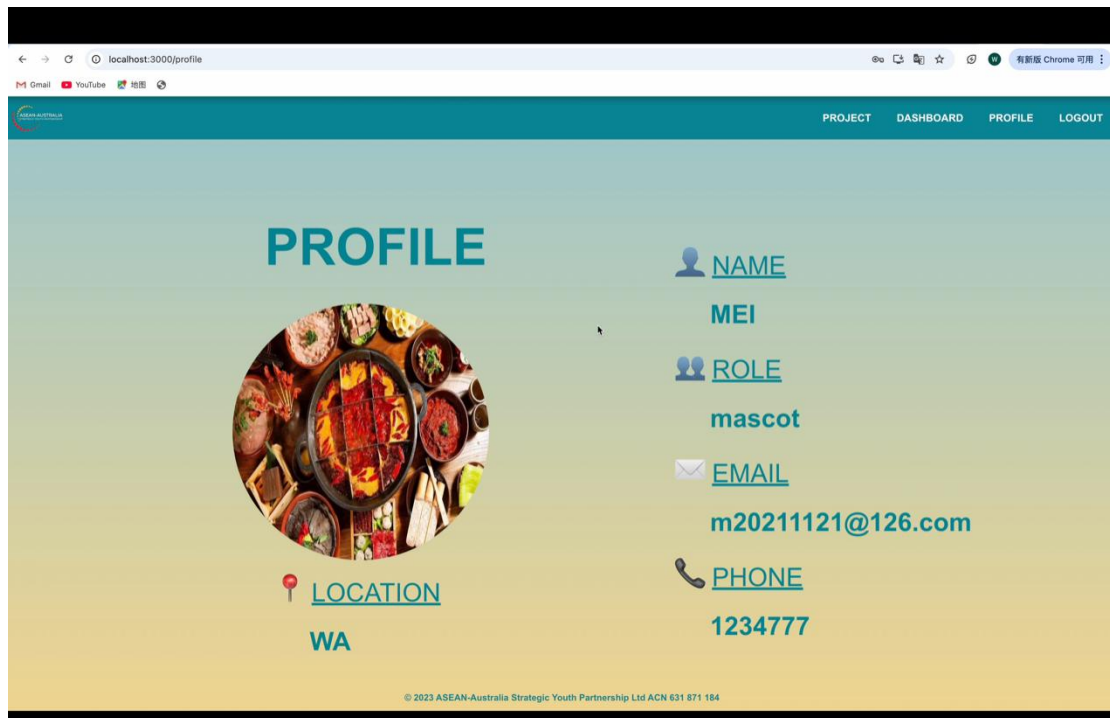 localhost:3000/profile
W
有新版 Chrome 可用
Gmail
YouTube
地图
ASEAN-AUSTRALIA
PROJECT
DASHBOARD
PROFILE
LOGOUT
PROFILE
LOCATION
WA
NAME
MEI
ROLE
mascot
EMAIL
m20211121@126.com
PHONE
1234777
© 2023 ASEAN-Australia Strategic Youth Partnership Ltd ACN 631 871 184